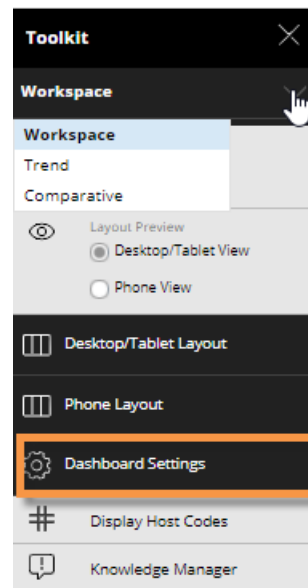 Toolkit
Workspace
Workspace
Trend
Comparative
Layout Preview
Desktop/Tablet View
Phone View
Desktop/Tablet Layout
Phone Layout
Dashboard Settings
Display Host Codes
Knowledge Manager